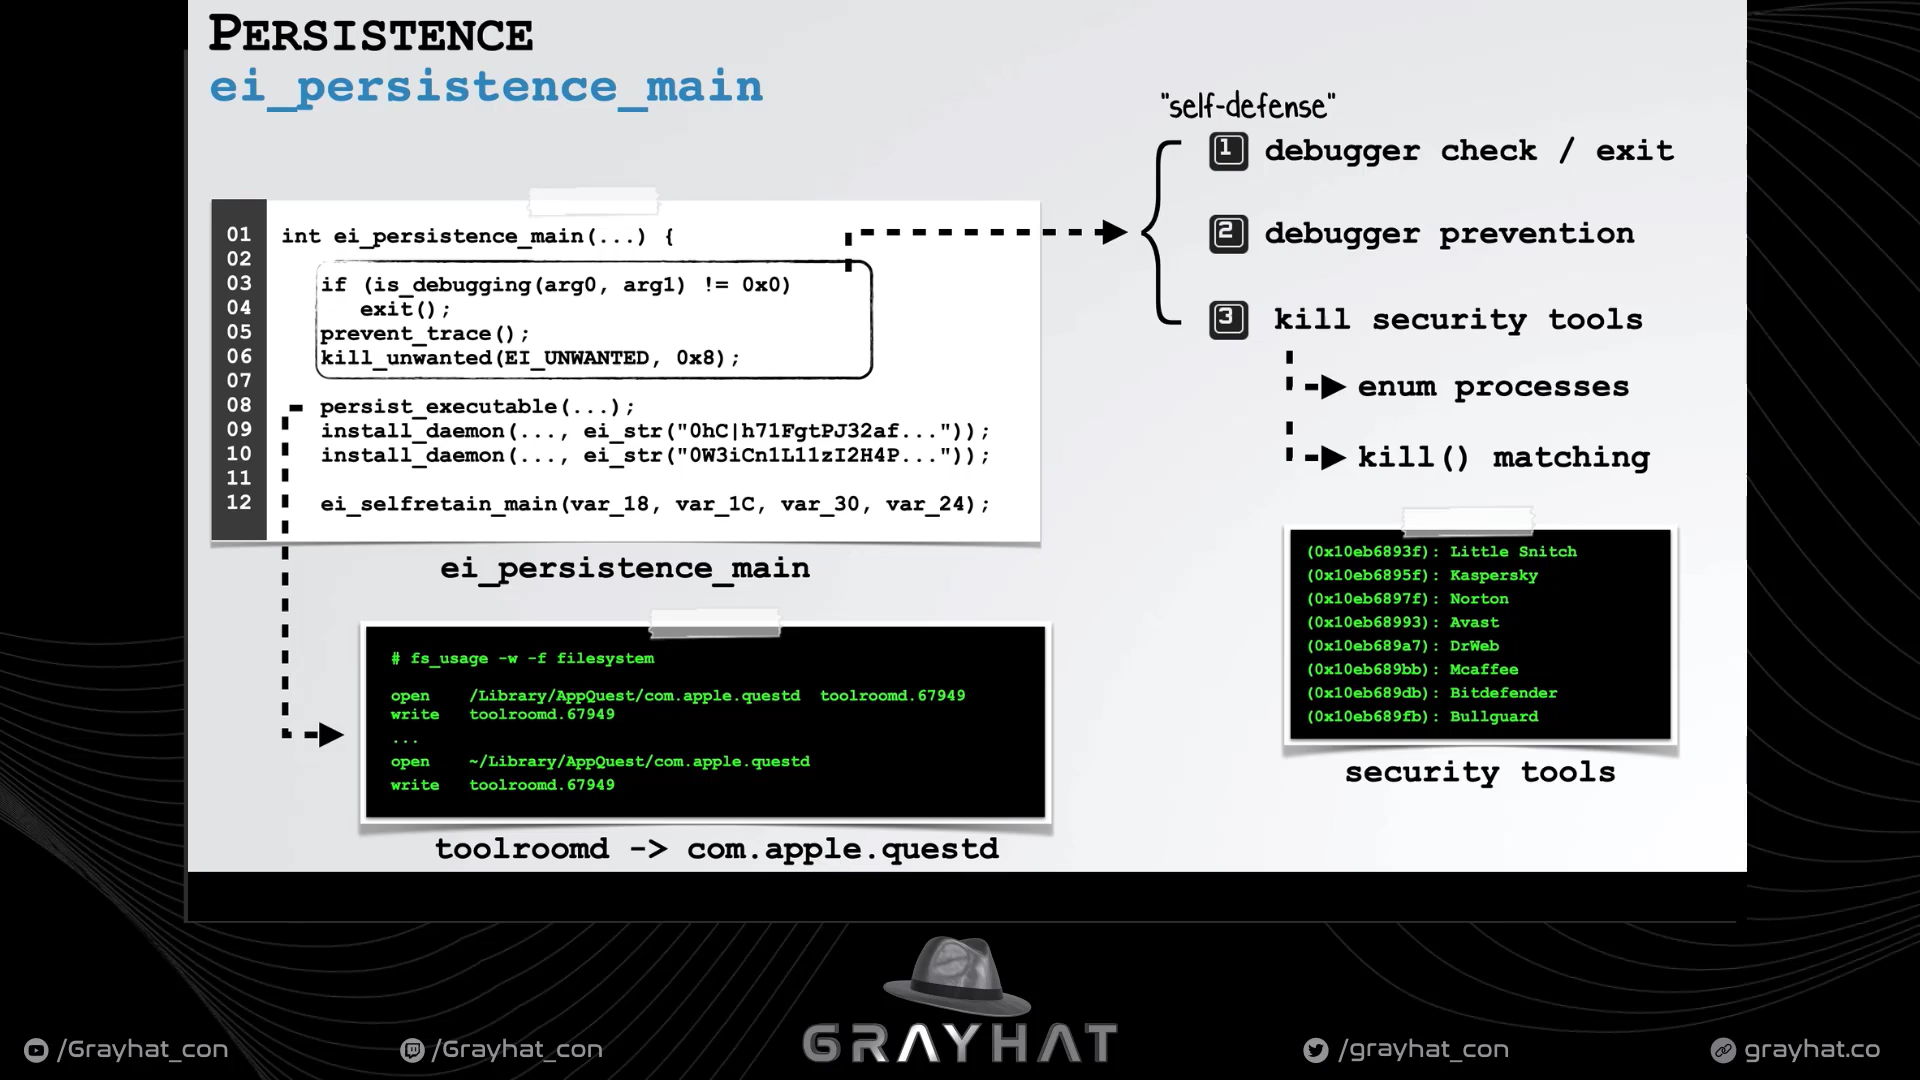 PERSISTENCE
ei_persistence_main
01 int ei_persistence_main(...) {
02
03 if (is_debugging(arg0, arg1) != 0x0)
04 exit();
05 prevent_trace();
06 kill_unwanted(EI_UNWANTED, 0x8);
07
08 persist_executable(...);
09 install_daemon(..., ei_str("0hC|h71FgtPJ32af..."));
10 install_daemon(..., ei_str("0W3iCn1L11zI2H4P..."));
11
12 ei_selfretain_main(var_18, var_1C, var_30, var_24);
ei_persistence_main
# fs_usage -w -f filesystem
open /Library/AppQuest/com.apple.questd toolroomd.67949
write toolroomd.67949
...
open ~/Library/AppQuest/com.apple.questd
write toolroomd.67949
toolroomd -> com.apple.questd
"self-defense"
1 debugger check / exit
2 debugger prevention
3 kill security tools
enum processes
kill() matching
(0x10eb6893f): Little Snitch
(0x10eb6895f): Kaspersky
(0x10eb6897f): Norton
(0x10eb68993): Avast
(0x10eb689a7): DrWeb
(0x10eb689bb): Mcaffee
(0x10eb689db): Bitdefender
(0x10eb689fb): Bullguard
security tools
/Grayhat_con
/Grayhat_con
GRAYHAT
/grayhat_con
grayhat.co